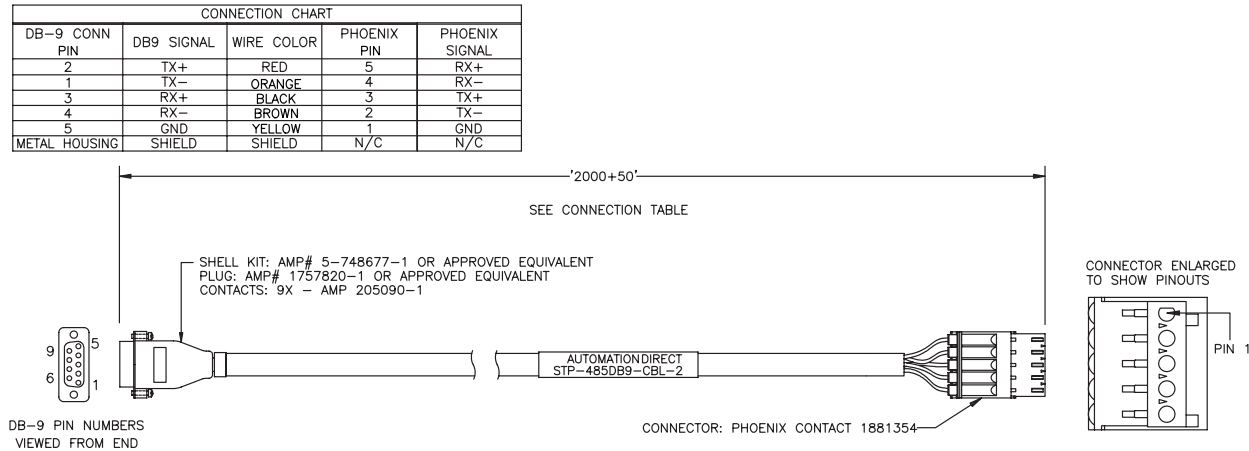 CONNECTION CHART
DB-9 CONN PIN DB9 SIGNAL WIRE COLOR PHOENIX PIN PHOENIX SIGNAL
2 TX+ RED 5 RX+
1 TX- ORANGE 4 RX-
3 RX+ BLACK 3 TX+
4 RX- BROWN 2 TX-
5 GND YELLOW 1 GND
METAL HOUSING SHIELD SHIELD N/C N/C
'2000+50'
SEE CONNECTION TABLE
SHELL KIT: AMP# 5-748677-1 OR APPROVED EQUIVALENT
PLUG: AMP# 1757820-1 OR APPROVED EQUIVALENT
CONTACTS: 9X - AMP 205090-1
CONNECTOR ENLARGED
TO SHOW PINOUTS
PIN 1
9 5
6 1
AUTOMATIONDIRECT
STP-485DB9-CBL-2
DB-9 PIN NUMBERS
VIEWED FROM END
CONNECTOR: PHOENIX CONTACT 1881354